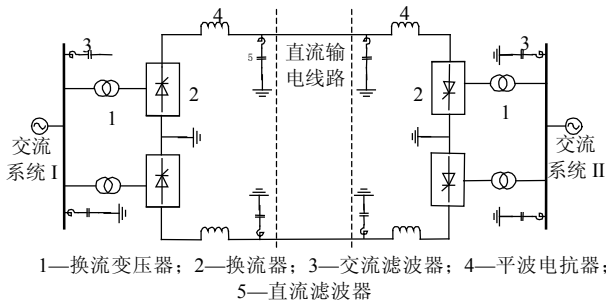 4
4
3
直流输
电线路
3
5
2
2
1
1
交流
系统 I
交流
系统 II
1—换流变压器；2—换流器；3—交流滤波器；4—平波电抗器；
5—直流滤波器